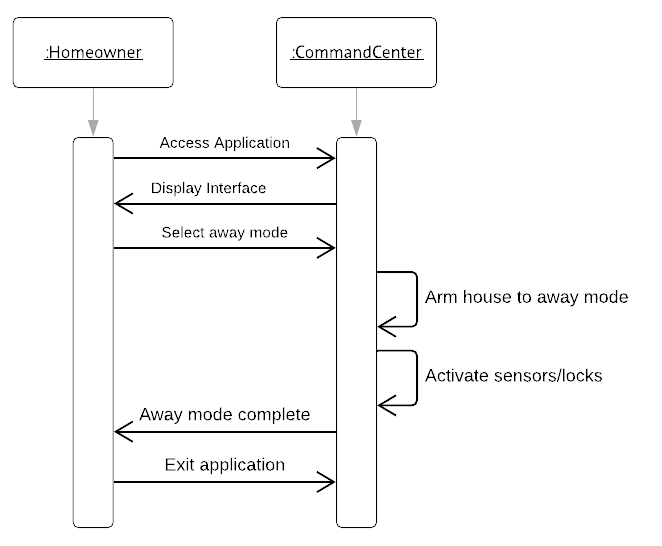 :Homeowner
:CommandCenter
Access Application
Display Interface
Select away mode
Arm house to away mode
Activate sensors/locks
Away mode complete
Exit application